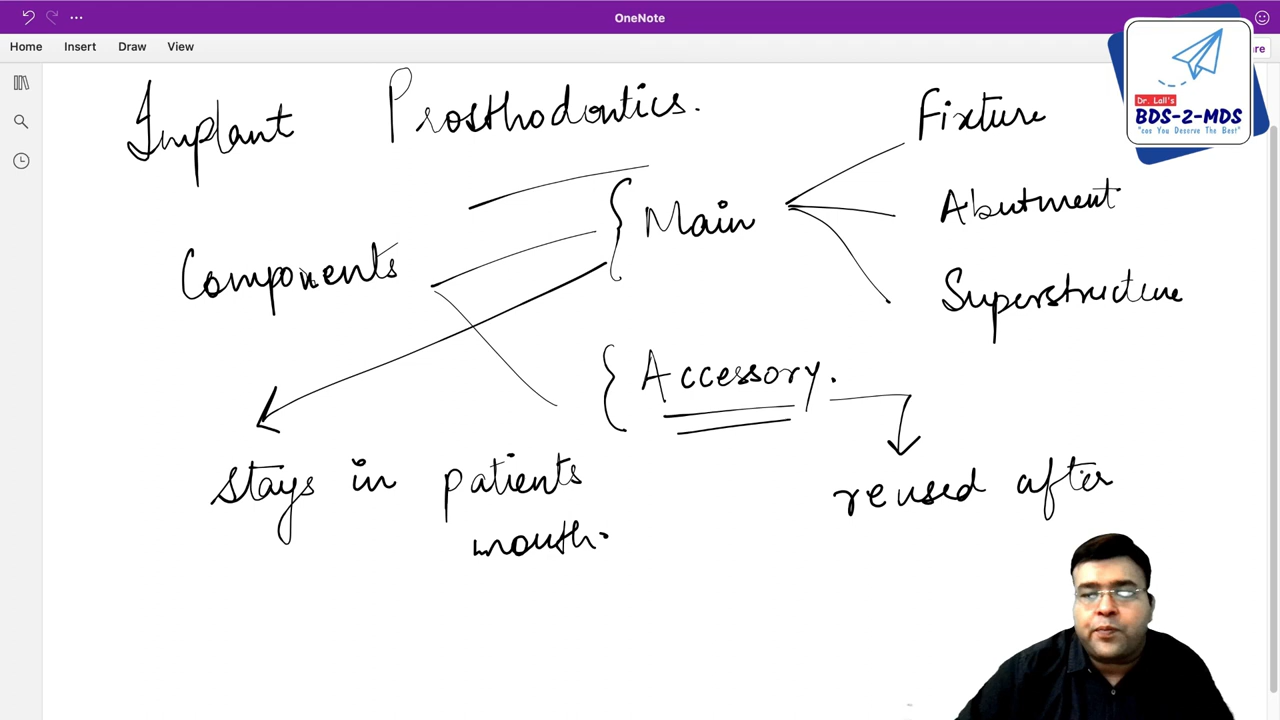 OneNote
Home Insert Draw View
Dr. Lall's
BDS-2-MDS
"cos You Deserve The Best"
Implant Prosthodontics.
Fixture
Main
Abutment
Components
Superstructure
Accessory.
stays in patients
mouth.
reused after